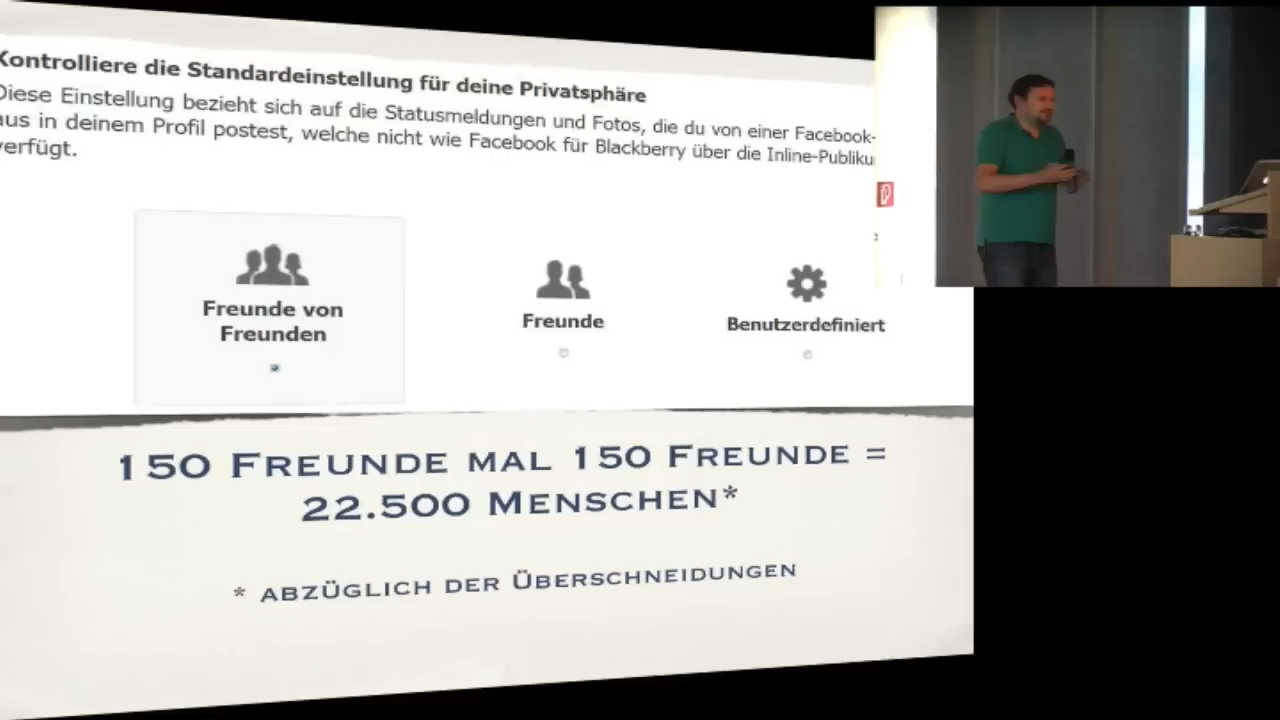 Kontrolliere die Standardeinstellung für deine Privatsphäre
Diese Einstellung bezieht sich auf die Statusmeldungen und Fotos, die du von einer Facebook-
aus in deinem Profil postest, welche nicht wie Facebook für Blackberry über die Inline-Publiku
verfügt.
Freunde von
Freunden
Freunde
Benutzerdefiniert
150 Freunde mal 150 Freunde =
22.500 Menschen*
* abzüglich der Überschneidungen